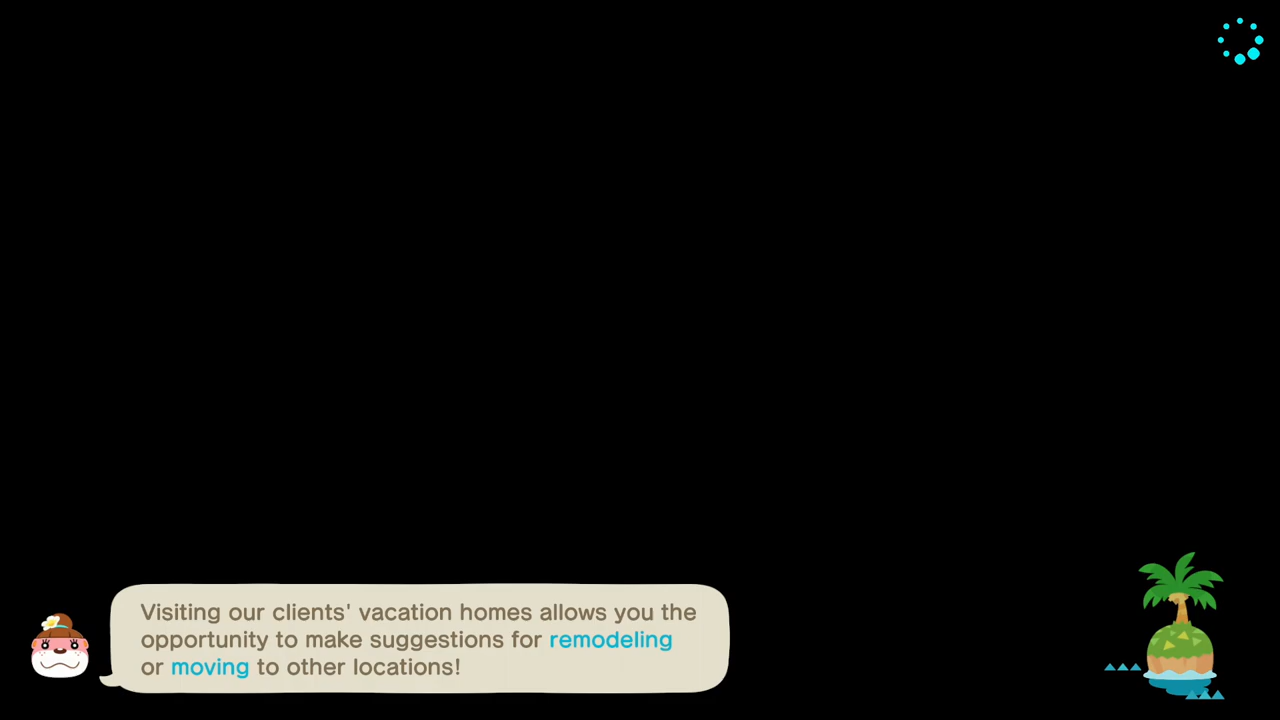 Visiting our clients' vacation homes allows you the
opportunity to make suggestions for remodeling
or moving to other locations!